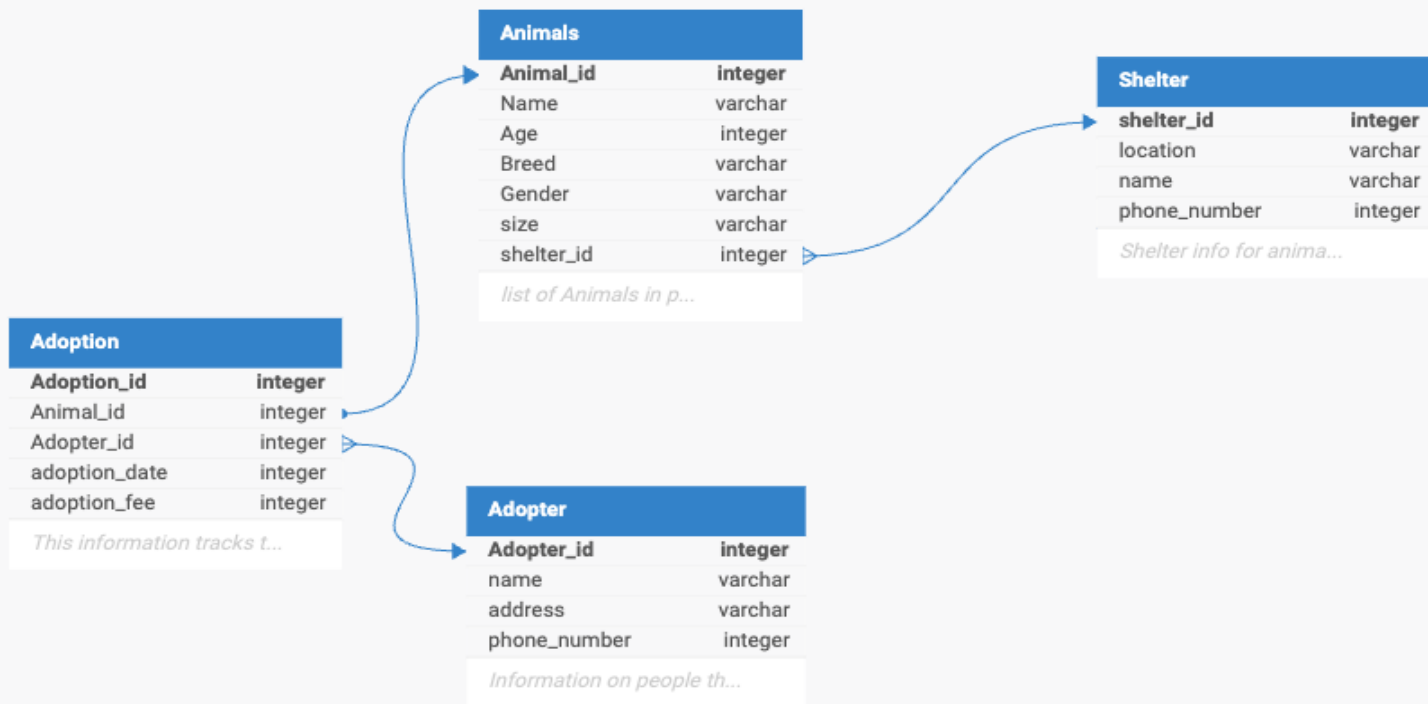 Animals
Animal_id integer
Name varchar
Age integer
Breed varchar
Gender varchar
size varchar
shelter_id integer
list of Animals in p...
Shelter
shelter_id integer
location varchar
name varchar
phone_number integer
Shelter info for anima...
Adoption
Adoption_id integer
Animal_id integer
Adopter_id integer
adoption_date integer
adoption_fee integer
This information tracks t...
Adopter
Adopter_id integer
name varchar
address varchar
phone_number integer
Information on people th...